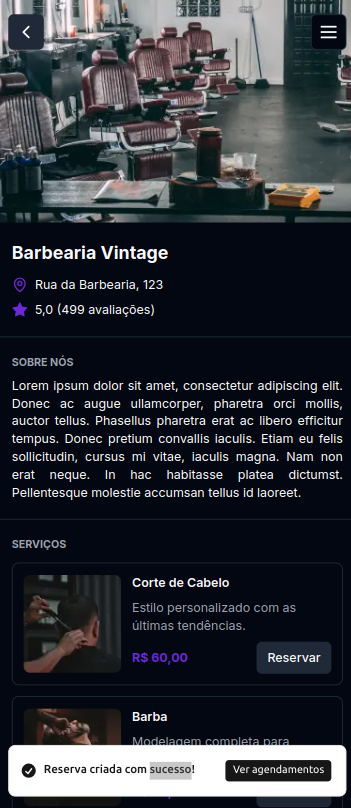 Barbearia Vintage
Rua da Barbearia, 123
5,0 (499 avaliações)
SOBRE NÓS
Lorem ipsum dolor sit amet, consectetur adipiscing elit.
Donec ac augue ullamcorper, pharetra orci mollis,
auctor tellus. Phasellus pharetra erat ac libero efficitur
tempus. Donec pretium convallis iaculis. Etiam eu felis
sollicitudin, cursus mi vitae, iaculis magna. Nam non
erat neque. In hac habitasse platea dictumst.
Pellentesque molestie accumsan tellus id laoreet.
SERVIÇOS
Corte de Cabelo
Estilo personalizado com as
últimas tendências.
R$ 60,00
Reservar
Barba
Modelagem completa para
Reserva criada com sucesso!
Ver agendamentos